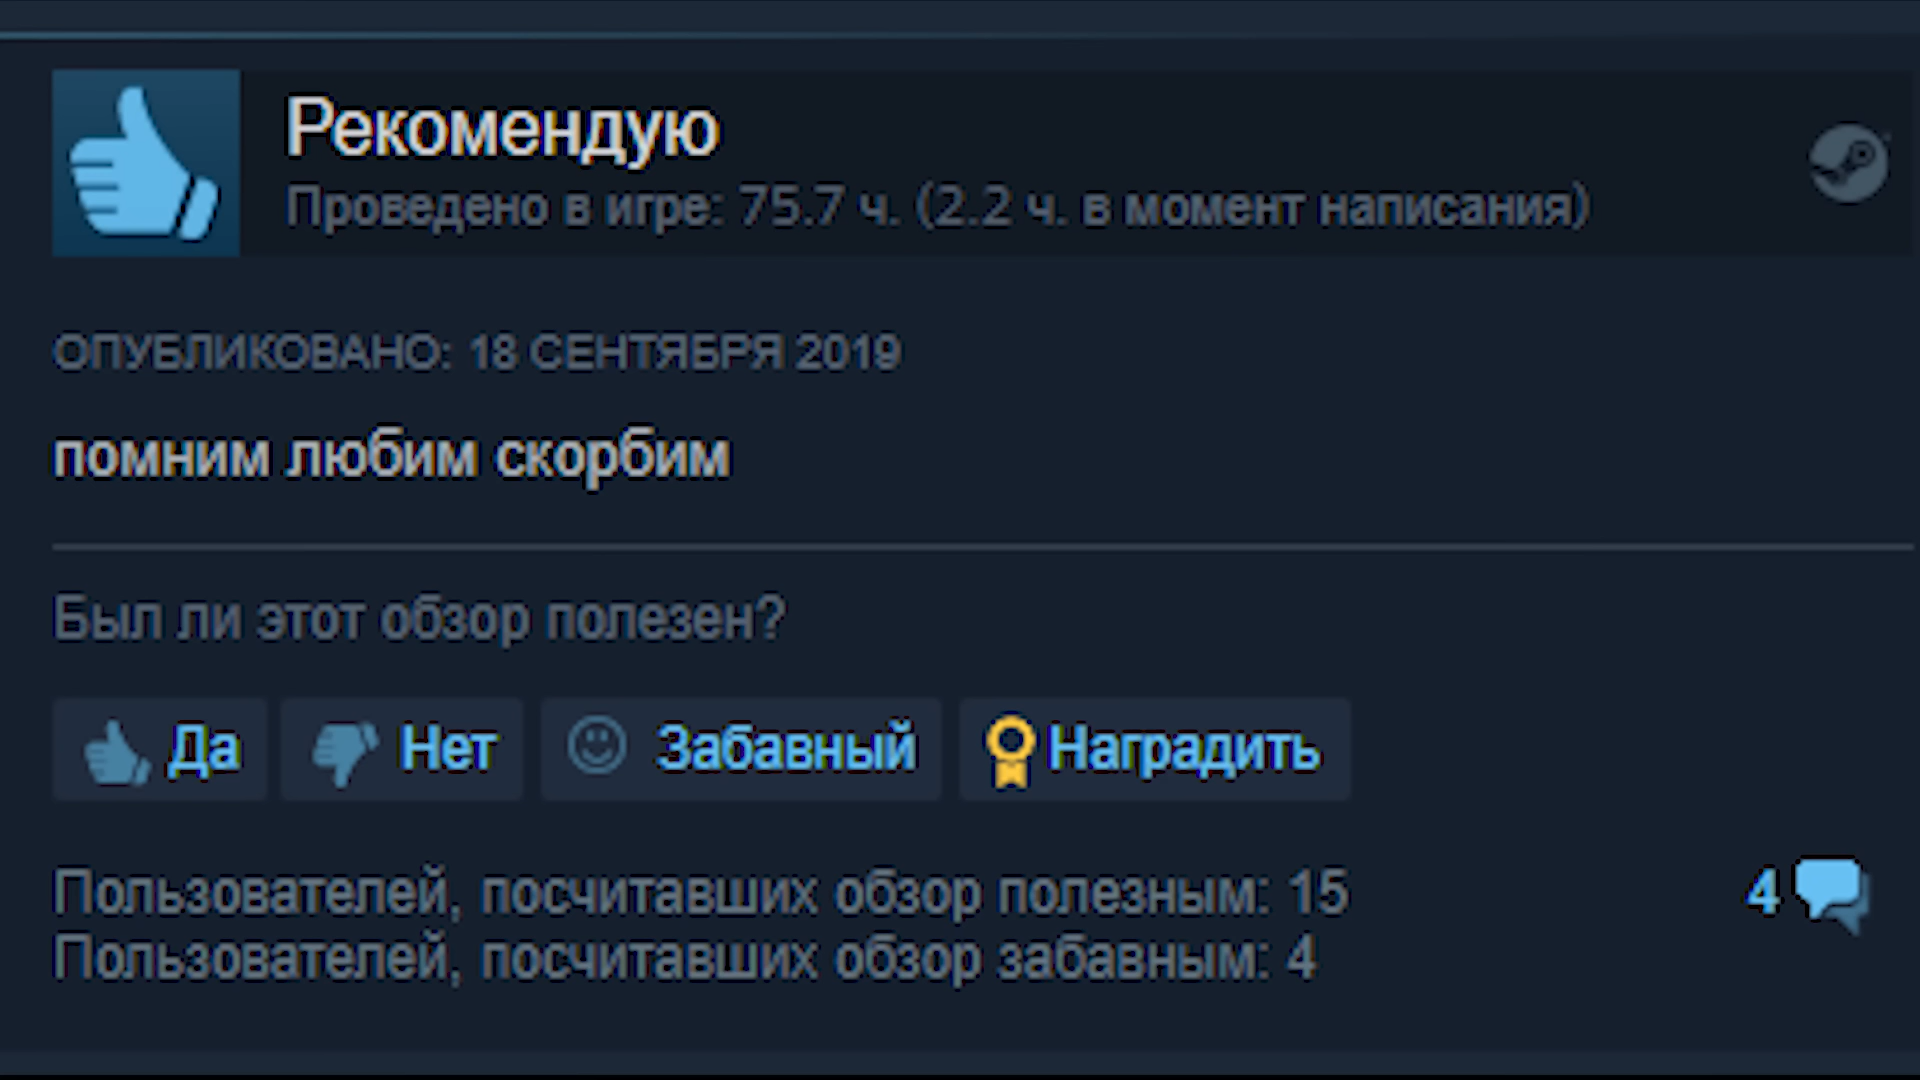 Рекомендую
Проведено в игре: 75.7 ч. (2.2 ч. в момент написания)
ОПУБЛИКОВАНО: 18 СЕНТЯБРЯ 2019
помним любим скорбим
Был ли этот обзор полезен?
Да Нет Забавный Наградить
Пользователей, посчитавших обзор полезным: 15 4
Пользователей, посчитавших обзор забавным: 4